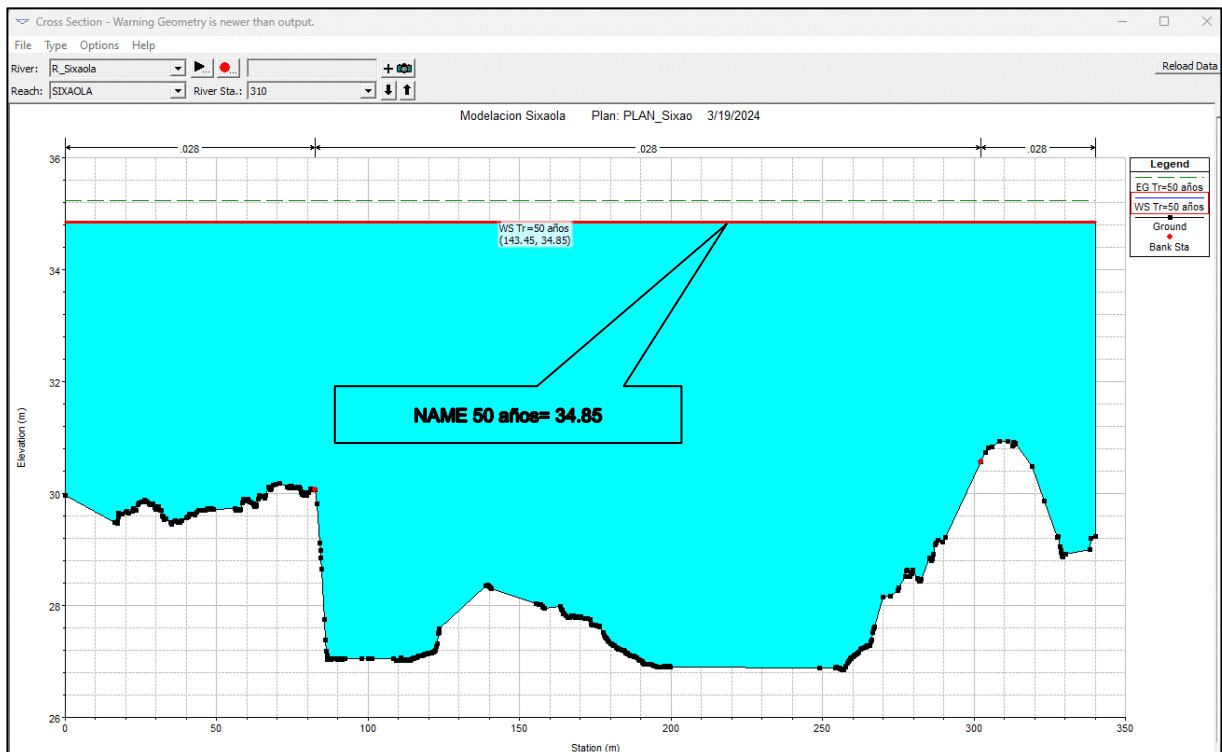 Cross Section - Warning Geometry is newer than output.
File Type Options Help
River: R_Sixaola
Reload Data
Reach: SIXAOLA River Sta.: 310
Modelacion Sixaola Plan: PLAN_Sixao 3/19/2024
.028 .028 .028
Legend
EG Tr=50 años
WS Tr=50 años
Ground
Bank Sta
WS Tr=50 años
(143.45, 34.85)
NAME 50 años= 34.85
Elevation (m)
36
34
32
30
28
26
0 50 100 150 200 250 300 350
Station (m)